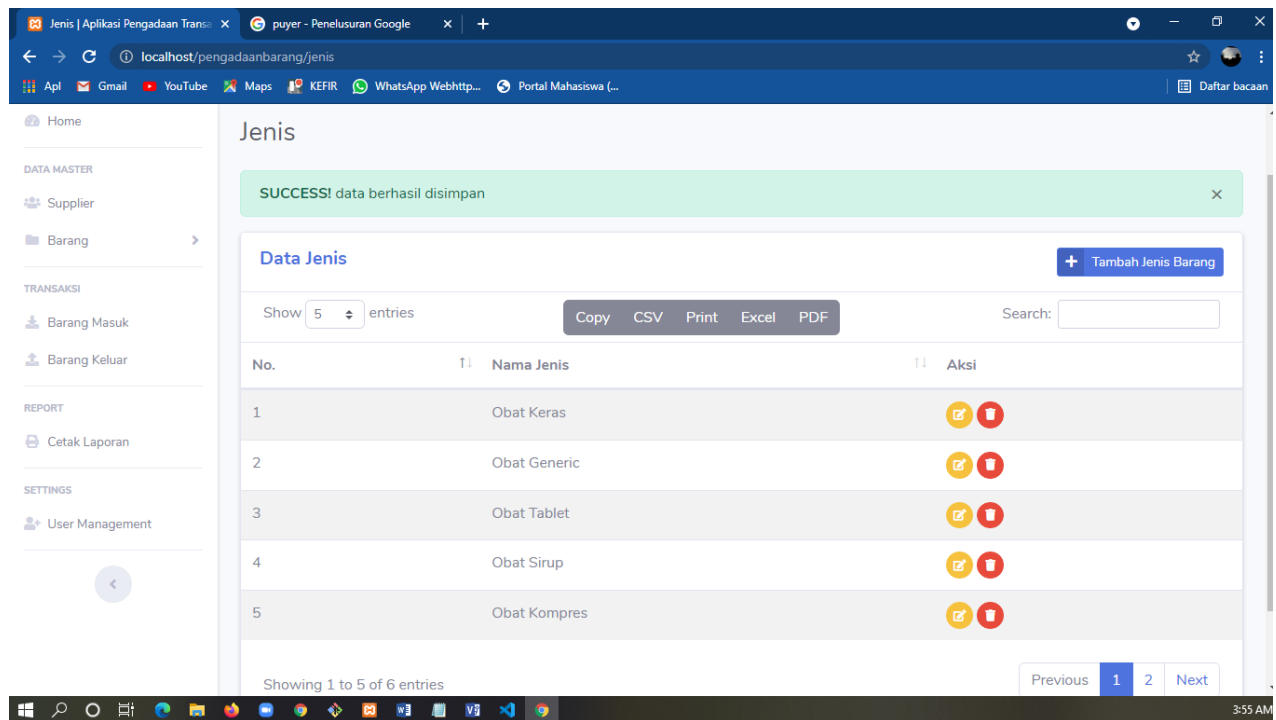 Jenis | Aplikasi Pengadaan Transa
puyer - Penelusuran Google
localhost/pengadaanbarang/jenis
Apl Gmail YouTube Maps KEFIR WhatsApp Webhttp... Portal Mahasiswa (... Daftar bacaan
Home
DATA MASTER
Supplier
Barang
TRANSAKSI
Barang Masuk
Barang Keluar
REPORT
Cetak Laporan
SETTINGS
User Management
Jenis
SUCCESS! data berhasil disimpan
Data Jenis
Tambah Jenis Barang
Show 5 entries
Copy CSV Print Excel PDF
Search:
No. Nama Jenis Aksi
1 Obat Keras
2 Obat Generic
3 Obat Tablet
4 Obat Sirup
5 Obat Kompres
Showing 1 to 5 of 6 entries
Previous 1 2 Next
3:55 AM